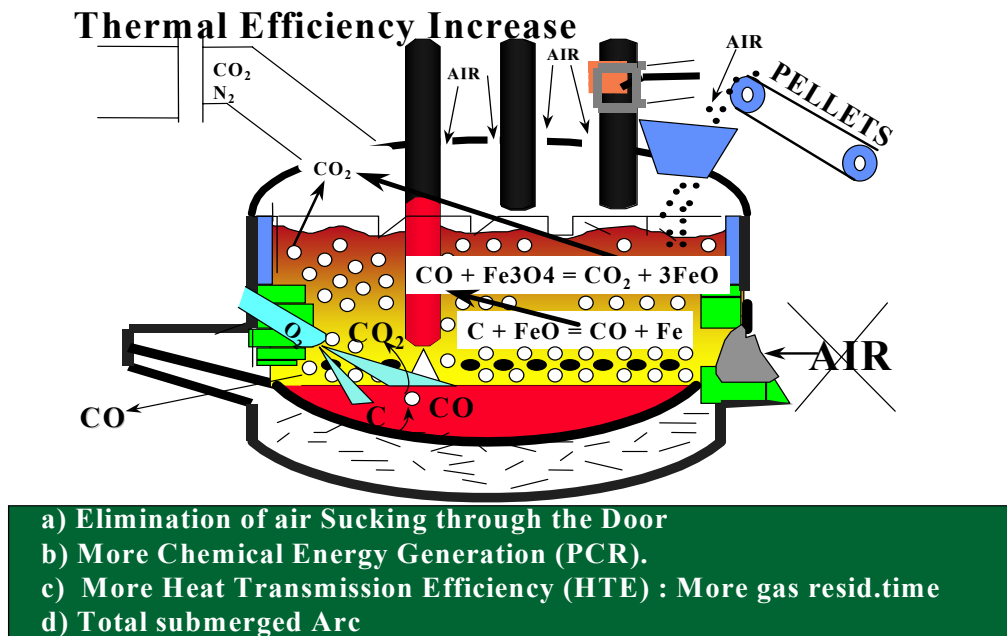 Thermal Efficiency Increase
AIR
CO₂
N₂
AIR
AIR
PELLETS
CO₂
CO + Fe3O4 = CO₂ + 3FeO
O₂
CO₂
C + FeO = CO + Fe
AIR
CO
C
CO
a) Elimination of air Sucking through the Door
b) More Chemical Energy Generation (PCR).
c) More Heat Transmission Efficiency (HTE) : More gas resid.time
d) Total submerged Arc